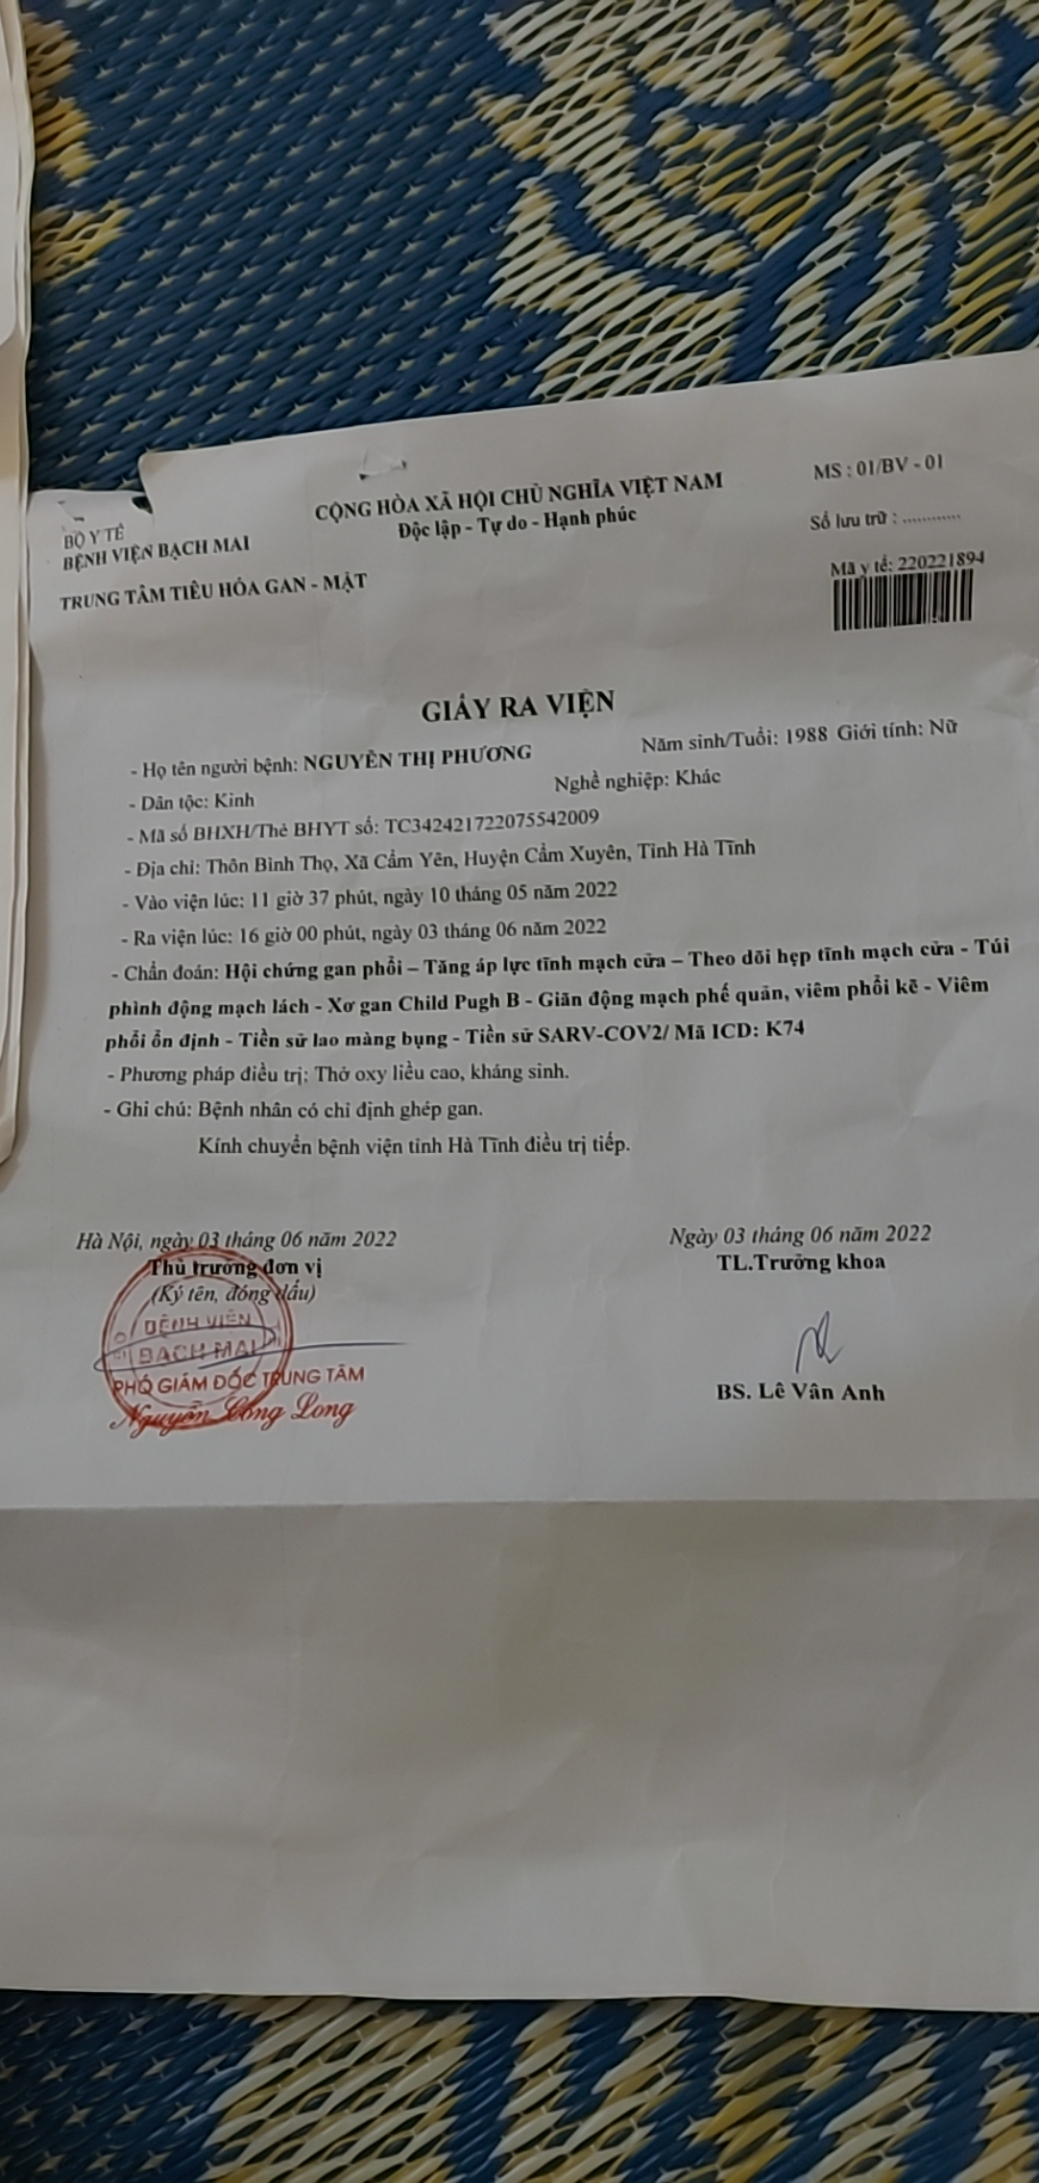 BỘ Y TẾ
BỆNH VIỆN BẠCH MAI
TRUNG TÂM TIÊU HÓA GAN - MẬT
CỘNG HÒA XÃ HỘI CHỦ NGHĨA VIỆT NAM
Độc lập - Tự do - Hạnh phúc
MS : 01/BV - 01
Số lưu trữ : ............
Mã y tế: 220221894
GIẤY RA VIỆN
- Họ tên người bệnh: NGUYỄN THỊ PHƯƠNG Năm sinh/Tuổi: 1988 Giới tính: Nữ
- Dân tộc: Kinh Nghề nghiệp: Khác
- Mã số BHXH/Thẻ BHYT số: TC342421722075542009
- Địa chỉ: Thôn Bình Thọ, Xã Cẩm Yên, Huyện Cẩm Xuyên, Tỉnh Hà Tĩnh
- Vào viện lúc: 11 giờ 37 phút, ngày 10 tháng 05 năm 2022
- Ra viện lúc: 16 giờ 00 phút, ngày 03 tháng 06 năm 2022
- Chẩn đoán: Hội chứng gan phổi – Tăng áp lực tĩnh mạch cửa – Theo dõi hẹp tĩnh mạch cửa - Túi
phình động mạch lách - Xơ gan Child Pugh B - Giãn động mạch phế quản, viêm phổi kẽ - Viêm
phổi ổn định - Tiền sử lao màng bụng - Tiền sử SARV-COV2/ Mã ICD: K74
- Phương pháp điều trị: Thở oxy liều cao, kháng sinh.
- Ghi chú: Bệnh nhân có chỉ định ghép gan.
Kính chuyển bệnh viện tỉnh Hà Tĩnh điều trị tiếp.
Hà Nội, ngày 03 tháng 06 năm 2022
Thủ trưởng đơn vị
(Ký tên, đóng dấu)
BỆNH VIỆN
BẠCH MAI
PHÓ GIÁM ĐỐC TRUNG TÂM
Nguyễn Công Long
Ngày 03 tháng 06 năm 2022
TL.Trưởng khoa
BS. Lê Vân Anh